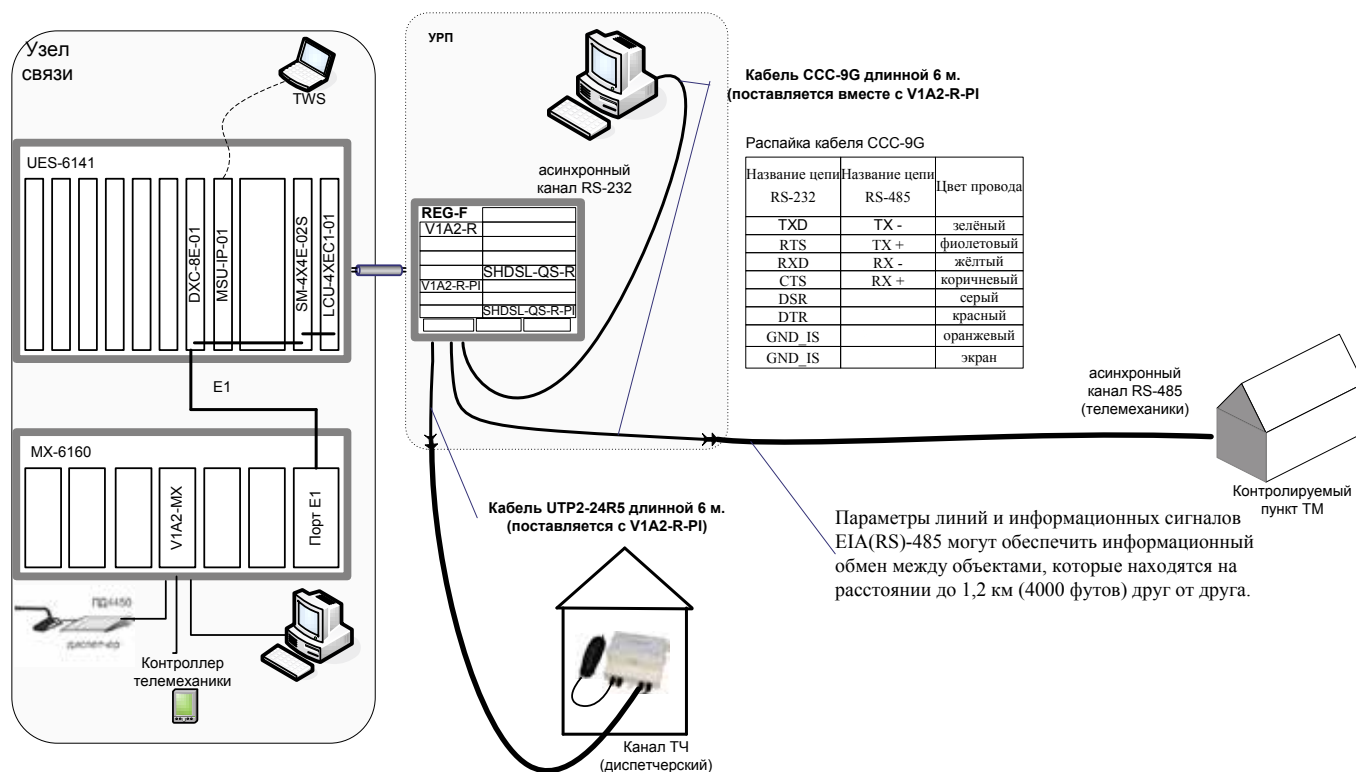 Узел
связи
TWS
UES-6141
DXC-8E-01
MSU-IP-01
SM-4X4E-02S
LCU-4XEC1-01
E1
MX-6160
V1A2-MX
Порт E1
ПД4450
диспетчер
Контроллер
телемеханики
УРП
асинхронный
канал RS-232
REG-F
V1A2-R
SHDSL-QS-R
V1A2-R-PI
SHDSL-QS-R-PI
Кабель CCC-9G длинной 6 м.
(поставляется вместе с V1A2-R-PI
Распайка кабеля CCC-9G
Название цепи Название цепи Цвет провода
RS-232 RS-485
TXD TX - зелёный
RTS TX + фиолетовый
RXD RX - жёлтый
CTS RX + коричневый
DSR серый
DTR красный
GND_IS оранжевый
GND_IS экран
асинхронный
канал RS-485
(телемеханики)
Контролируемый
пункт ТМ
Кабель UTP2-24R5 длинной 6 м.
(поставляется с V1A2-R-PI)
Параметры линий и информационных сигналов
EIA(RS)-485 могут обеспечить информационный
обмен между объектами, которые находятся на
расстоянии до 1,2 км (4000 футов) друг от друга.
Канал ТЧ
(диспетчерский)